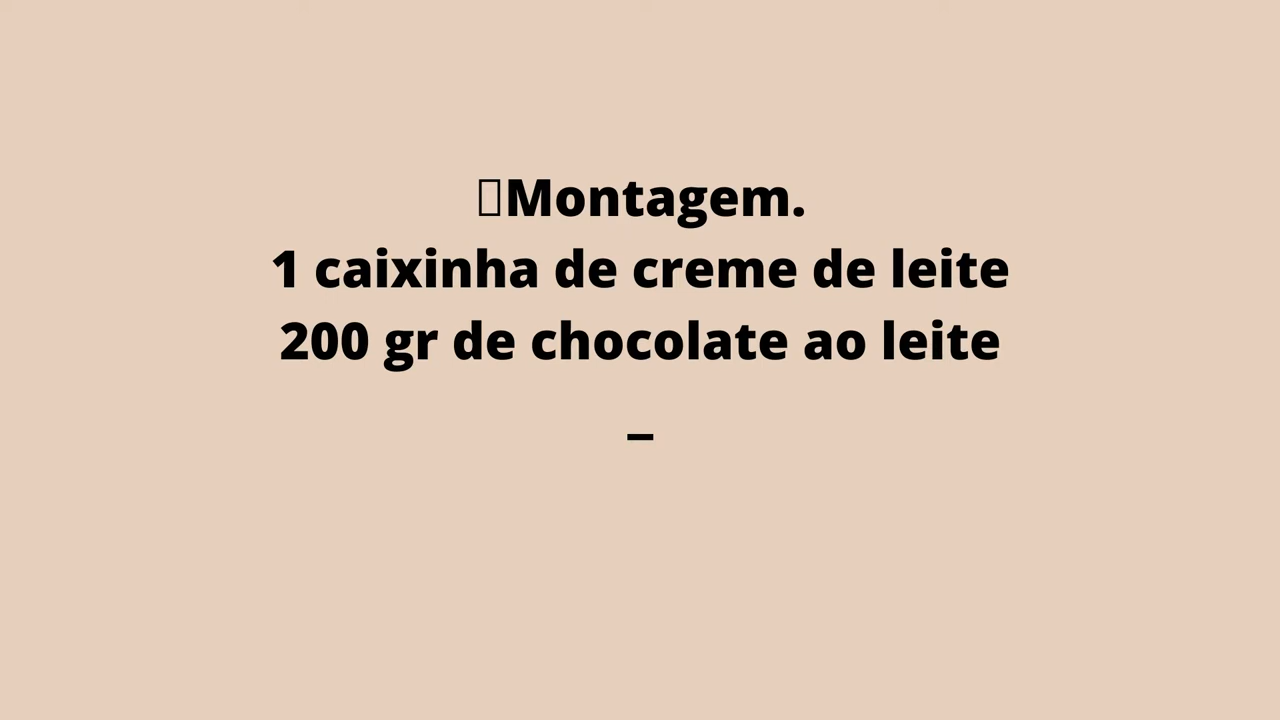 Montagem.
1 caixinha de creme de leite
200 gr de chocolate ao leite
_